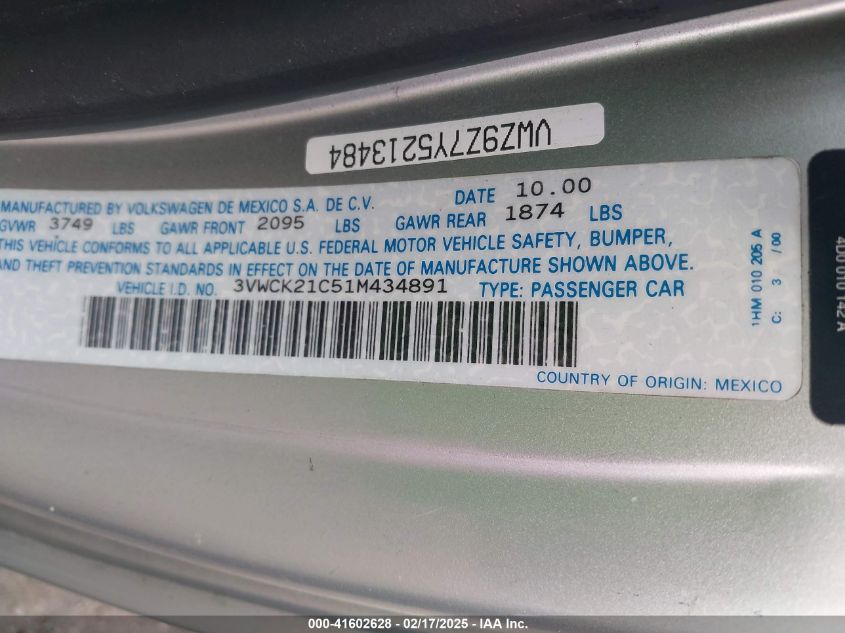 VWZ9Z7Y5213484
MANUFACTURED BY VOLKSWAGEN DE MEXICO S.A. DE C.V. DATE 10.00
GVWR 3749 LBS GAWR FRONT 2095 LBS GAWR REAR 1874 LBS
THIS VEHICLE CONFORMS TO ALL APPLICABLE U.S. FEDERAL MOTOR VEHICLE SAFETY, BUMPER,
AND THEFT PREVENTION STANDARDS IN EFFECT ON THE DATE OF MANUFACTURE SHOWN ABOVE.
VEHICLE I.D. NO. 3VWCK21C51M434891 TYPE: PASSENGER CAR
COUNTRY OF ORIGIN: MEXICO
1HM 010 205 A
C: 3 /00
4D0 010 142 A
000-41602628 - 02/17/2025 - IAA Inc.